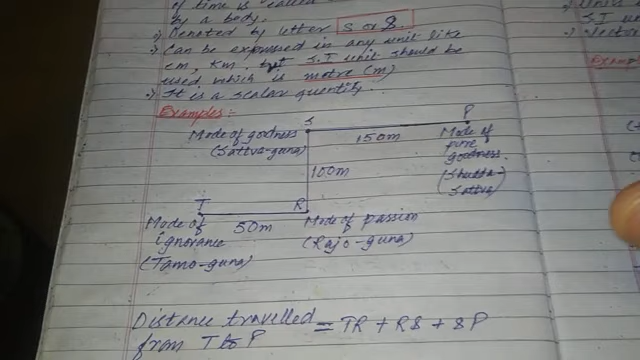 of time is called
by a body.
Denoted by letter S or S.
Can be expressed in any unit like
cm, km but S.I unit should be
used which is metre (m)
It is a scalar quantity.
Examples:-
S
P
Mode of goodness
(Sattva-guna)
150m
Mode of
pure
goodness.
(Shuddha-
Sattva)
100m
T
R
Mode of
ignorance
(Tamo-guna)
50m
Mode of passion
(Rajo-guna)
Distance travelled
from T to P
= TR + RS + SP
S.I